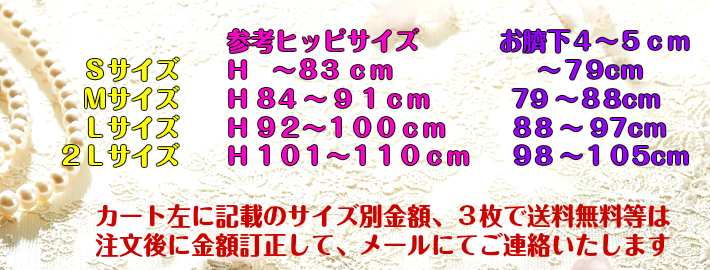 参考ヒッピサイズ　お臍下４～５ｃｍ
Ｓサイズ　Ｈ　～８３ｃｍ　～７９cm
Ｍサイズ　Ｈ８４～９１ｃｍ　７９～８８cm
Ｌサイズ　Ｈ９２～１００ｃｍ　８８～９７cm
２Ｌサイズ　Ｈ１０１～１１０ｃｍ　９８～１０５cm
カート左に記載のサイズ別金額、３枚で送料無料等は
注文後に金額訂正して、メールにてご連絡いたします